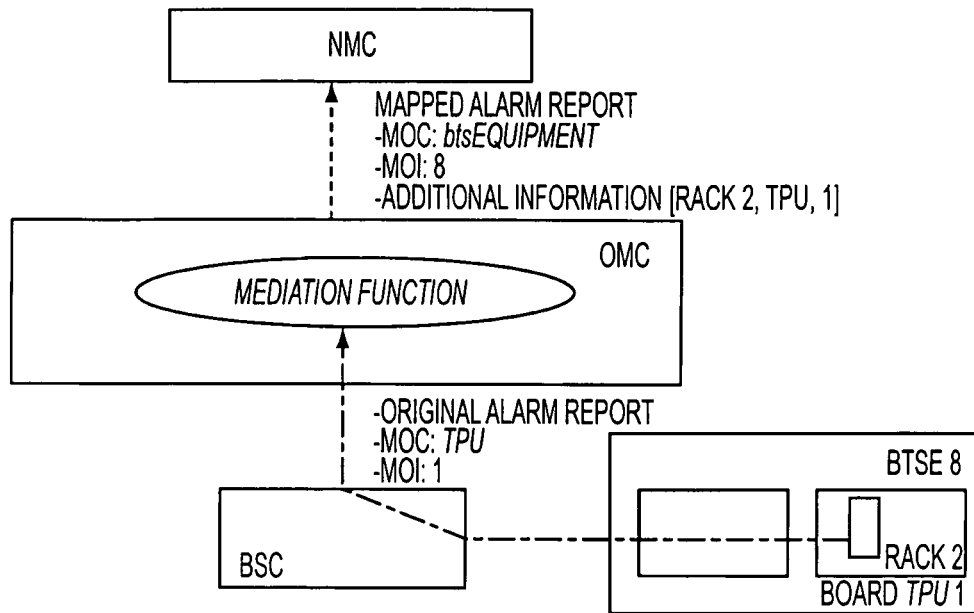 NMC
MAPPED ALARM REPORT
-MOC: btsEQUIPMENT
-MOI: 8
-ADDITIONAL INFORMATION [RACK 2, TPU, 1]
OMC
MEDIATION FUNCTION
-ORIGINAL ALARM REPORT
-MOC: TPU
-MOI: 1
BTSE 8
BSC
RACK 2
BOARD TPU 1